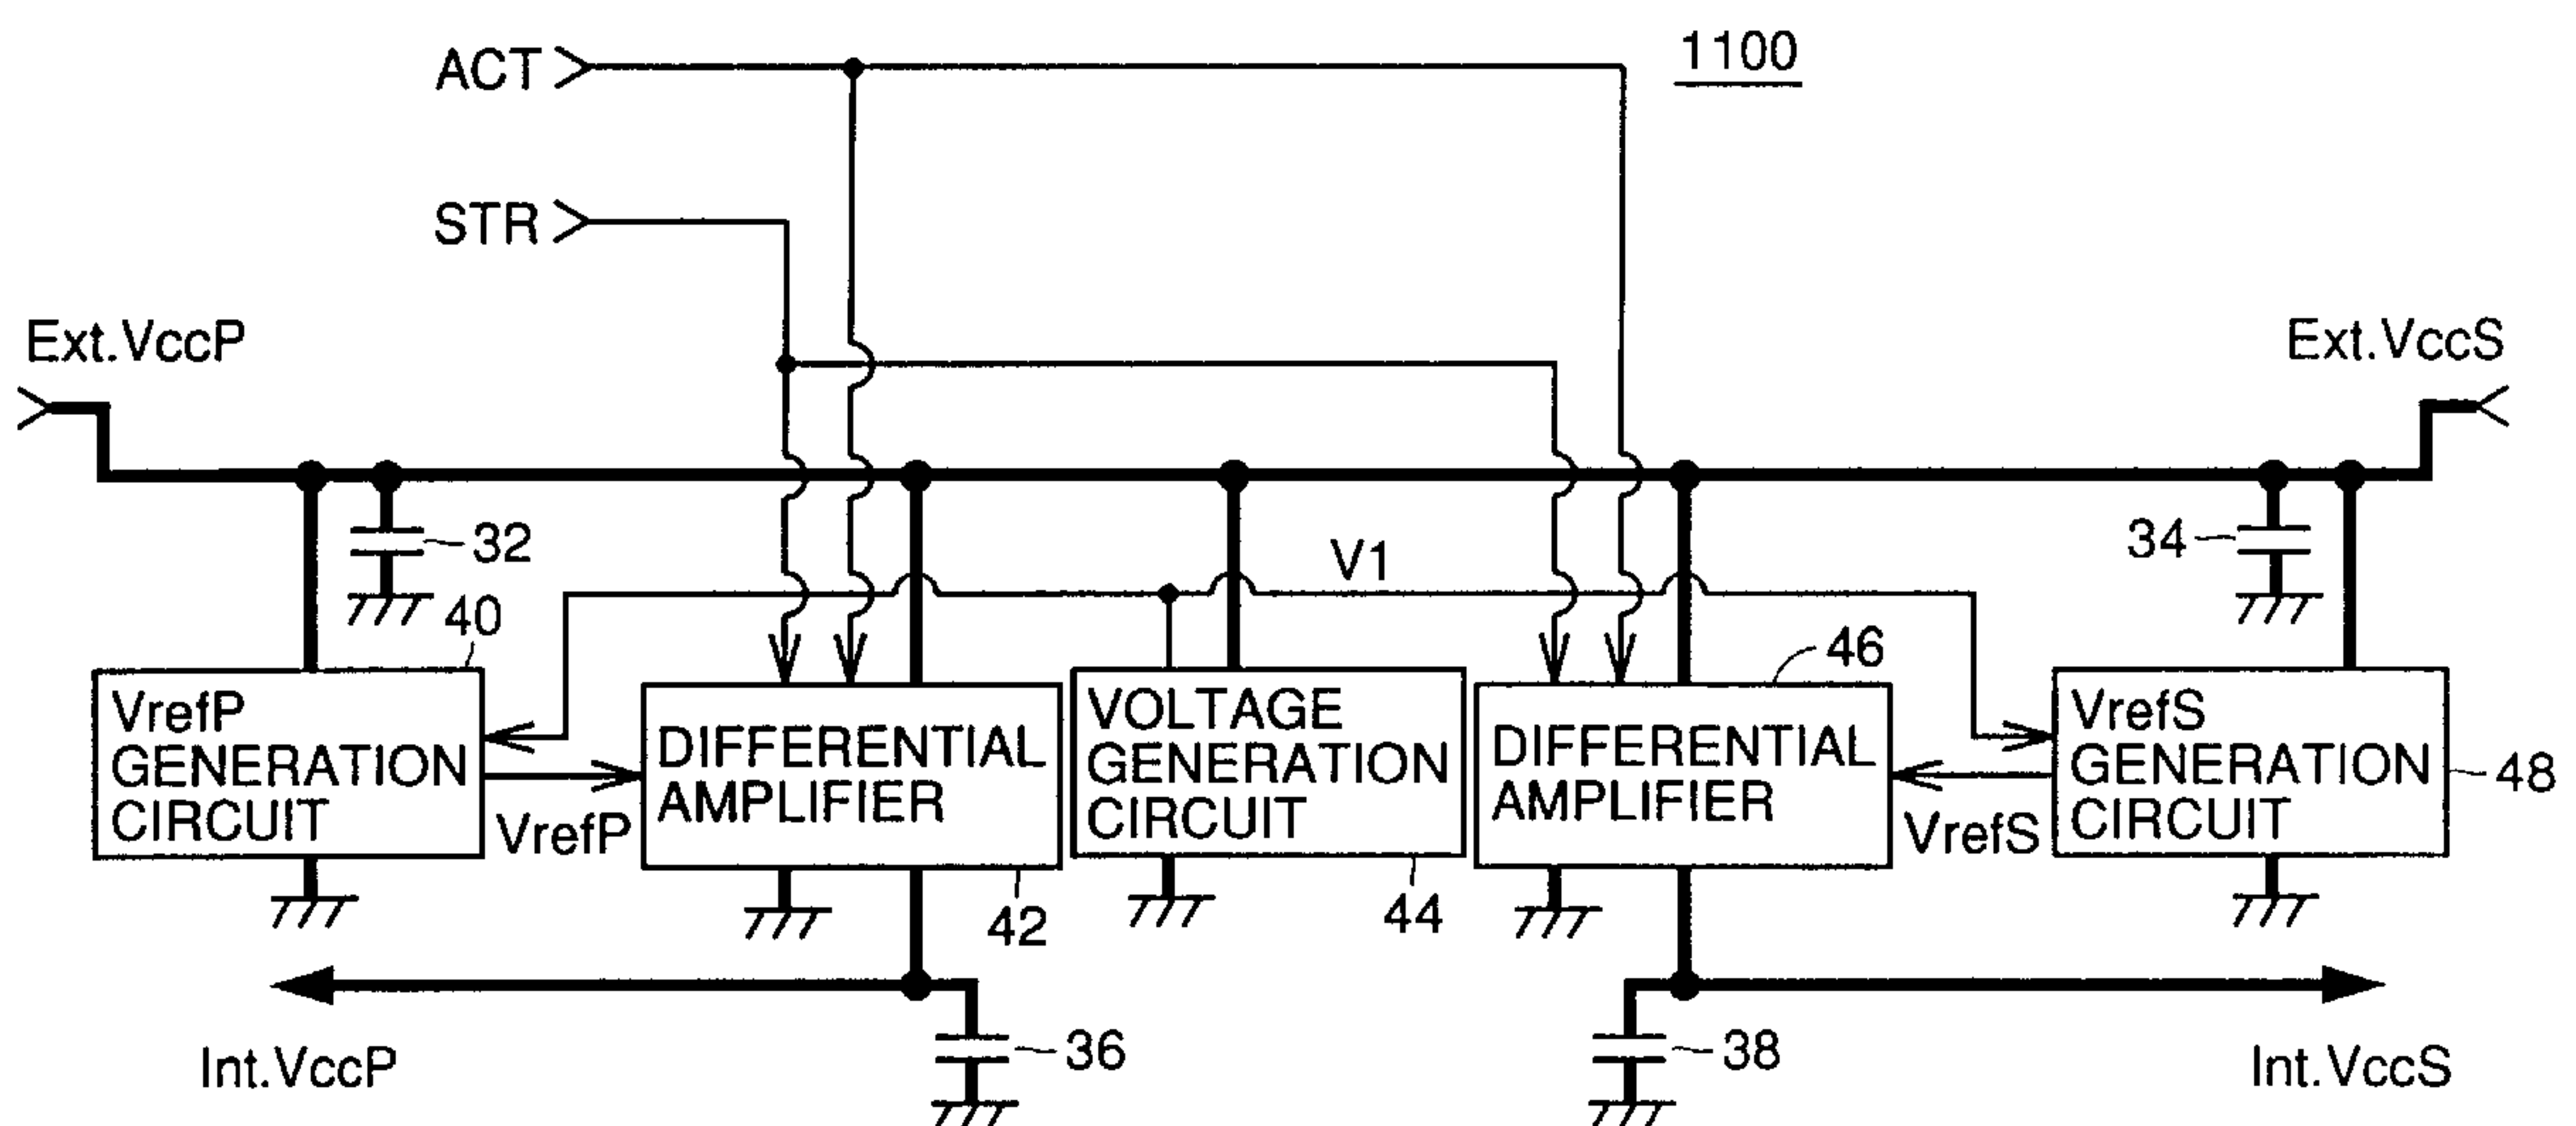 ACT
1100
STR
Ext.VccP
Ext.VccS
32
34
V1
40
46
VrefP
GENERATION
CIRCUIT
VrefP
DIFFERENTIAL
AMPLIFIER
42
VOLTAGE
GENERATION
CIRCUIT
44
DIFFERENTIAL
AMPLIFIER
VrefS
VrefS
GENERATION
CIRCUIT
48
36
38
Int.VccP
Int.VccS